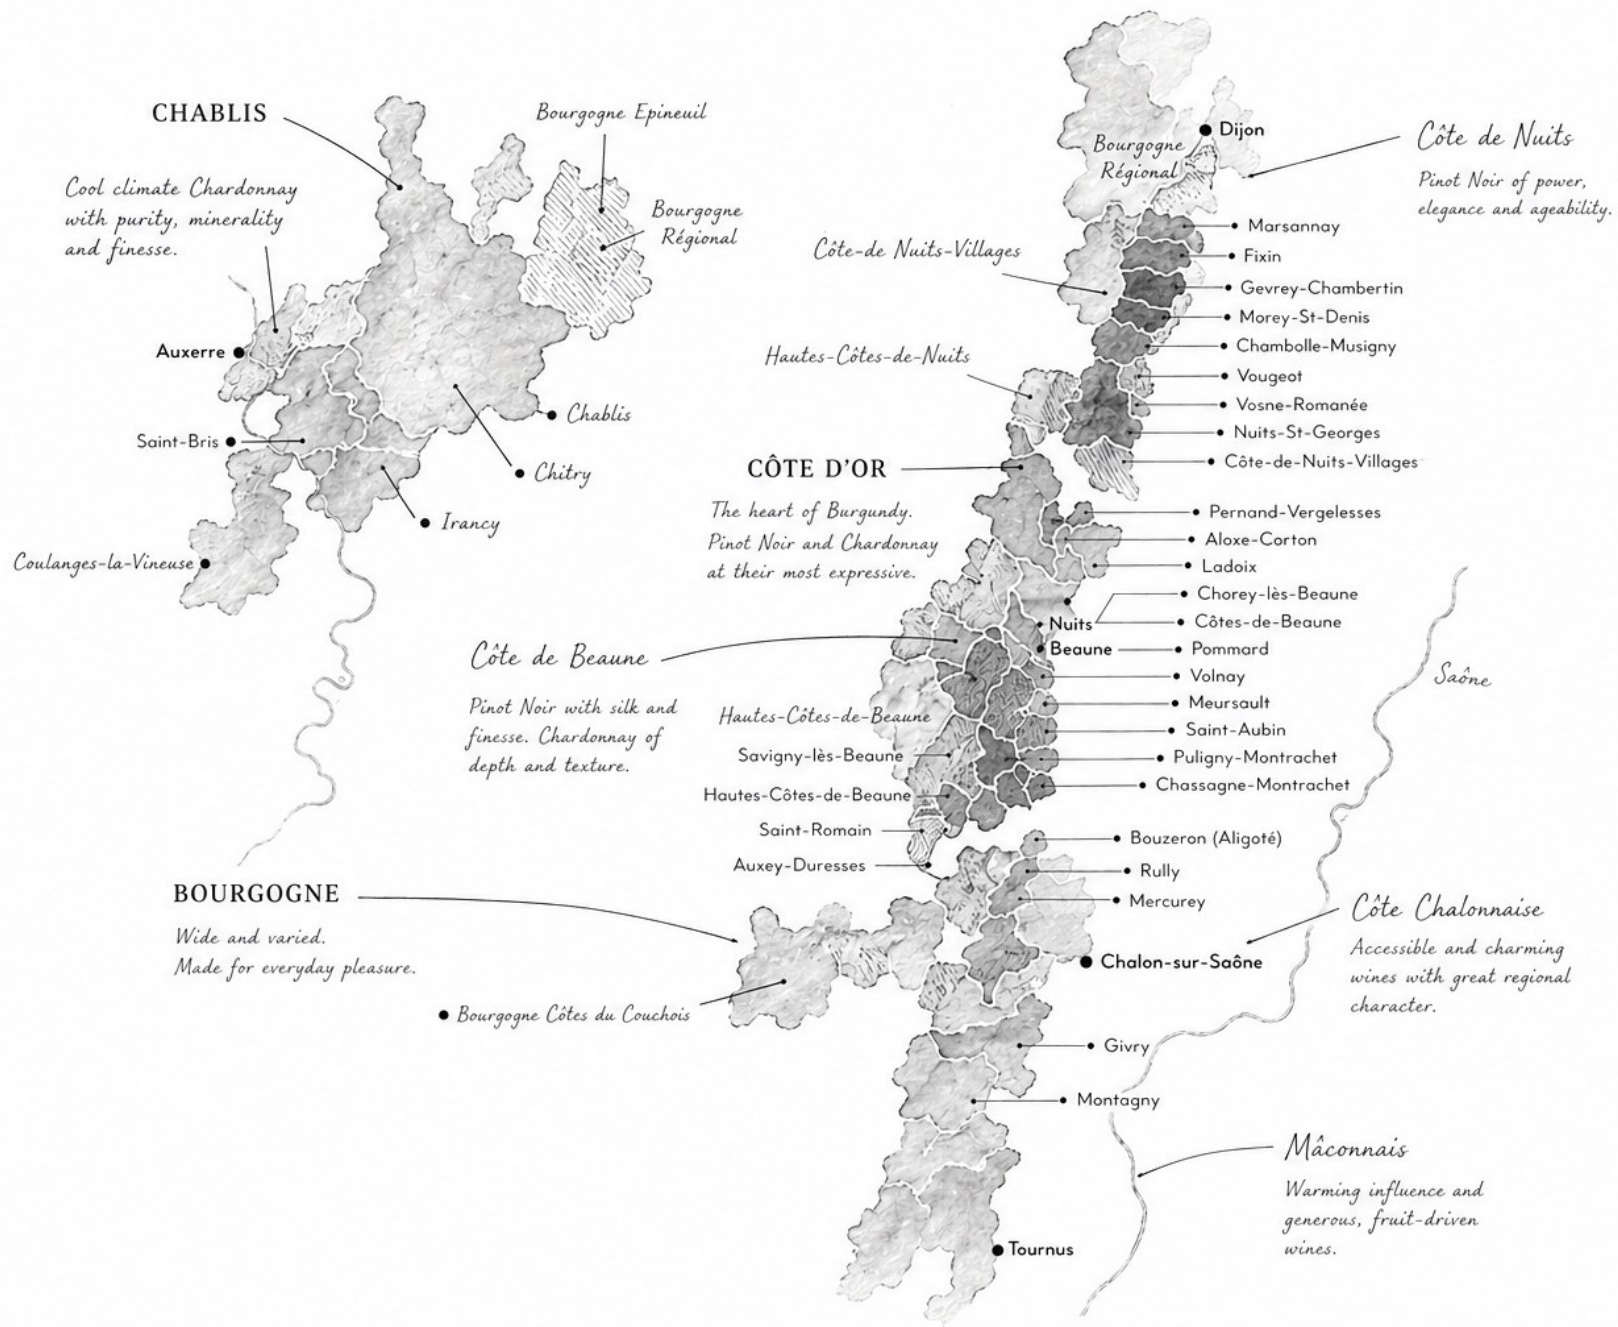 CHABLIS
Cool climate Chardonnay
with purity, minerality
and finesse.
Bourgogne Epineuil
Bourgogne
Régional
Auxerre
Saint-Bris
Coulanges-la-Vineuse
Chablis
Chitry
Irancy
Dijon
Bourgogne
Régional
Côte de Nuits
Pinot Noir of power,
elegance and ageability.
Côte-de Nuits-Villages
Hautes-Côtes-de-Nuits
Marsannay
Fixin
Gevrey-Chambertin
Morey-St-Denis
Chambolle-Musigny
Vougeot
Vosne-Romanée
Nuits-St-Georges
Côte-de-Nuits-Villages
CÔTE D'OR
The heart of Burgundy.
Pinot Noir and Chardonnay
at their most expressive.
Pernand-Vergelesses
Aloxe-Corton
Ladoix
Chorey-lès-Beaune
Nuits
Côtes-de-Beaune
Beaune
Pommard
Volnay
Meursault
Saint-Aubin
Puligny-Montrachet
Chassagne-Montrachet
Saône
Côte de Beaune
Pinot Noir with silk and
finesse. Chardonnay of
depth and texture.
Hautes-Côtes-de-Beaune
Savigny-lès-Beaune
Hautes-Côtes-de-Beaune
Saint-Romain
Auxey-Duresses
BOURGOGNE
Wide and varied.
Made for everyday pleasure.
Bourgogne Côtes du Couchois
Bouzeron (Aligoté)
Rully
Mercurey
Chalon-sur-Saône
Côte Chalonnaise
Accessible and charming
wines with great regional
character.
Givry
Montagny
Mâconnais
Warming influence and
generous, fruit-driven
wines.
Tournus